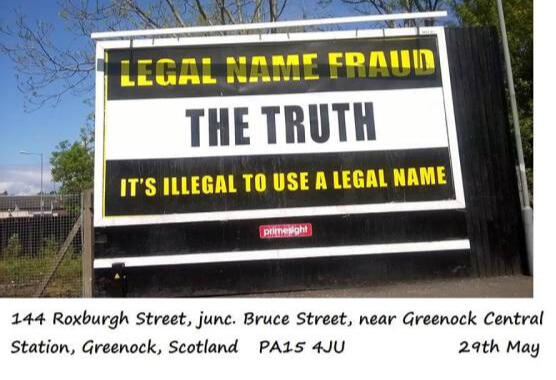 LEGAL NAME FRAUD
THE TRUTH
IT'S ILLEGAL TO USE A LEGAL NAME
primesight
144 Roxburgh Street, junc. Bruce Street, near Greenock Central
Station, Greenock, Scotland PA15 4JU 29th May